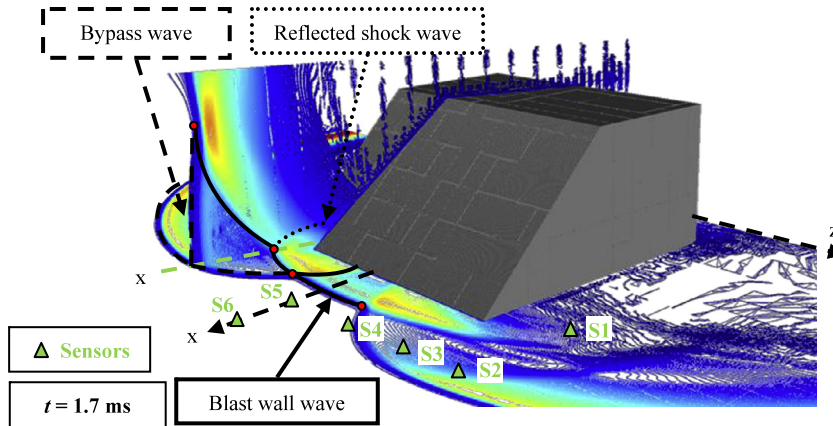 Bypass wave
Reflected shock wave
z
x
S5
S6
x
S4
S1
S3
S2
Sensors
t = 1.7 ms
Blast wall wave